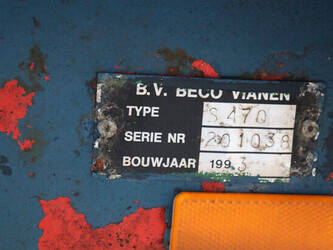 B.V. BECO VIANEN
TYPE S 470
SERIE NR 201038
BOUWJAAR 1993